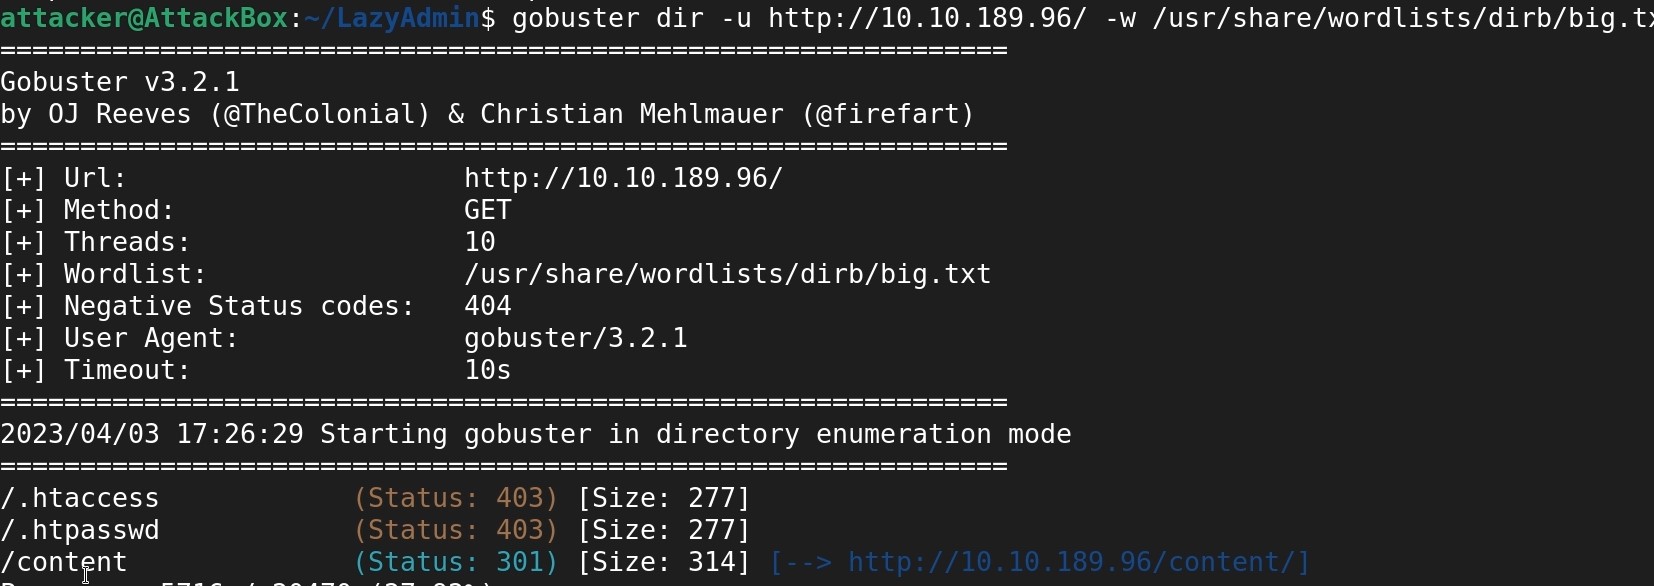 attacker@AttackBox:~/LazyAdmin$ gobuster dir -u http://10.10.189.96/ -w /usr/share/wordlists/dirb/big.tx
===============================================================
Gobuster v3.2.1
by OJ Reeves (@TheColonial) & Christian Mehlmauer (@firefart)
===============================================================
[+] Url:                     http://10.10.189.96/
[+] Method:                  GET
[+] Threads:                 10
[+] Wordlist:                /usr/share/wordlists/dirb/big.txt
[+] Negative Status codes:   404
[+] User Agent:              gobuster/3.2.1
[+] Timeout:                 10s
===============================================================
2023/04/03 17:26:29 Starting gobuster in directory enumeration mode
===============================================================
/.htaccess            (Status: 403) [Size: 277]
/.htpasswd            (Status: 403) [Size: 277]
/content              (Status: 301) [Size: 314] [--> http://10.10.189.96/content/]